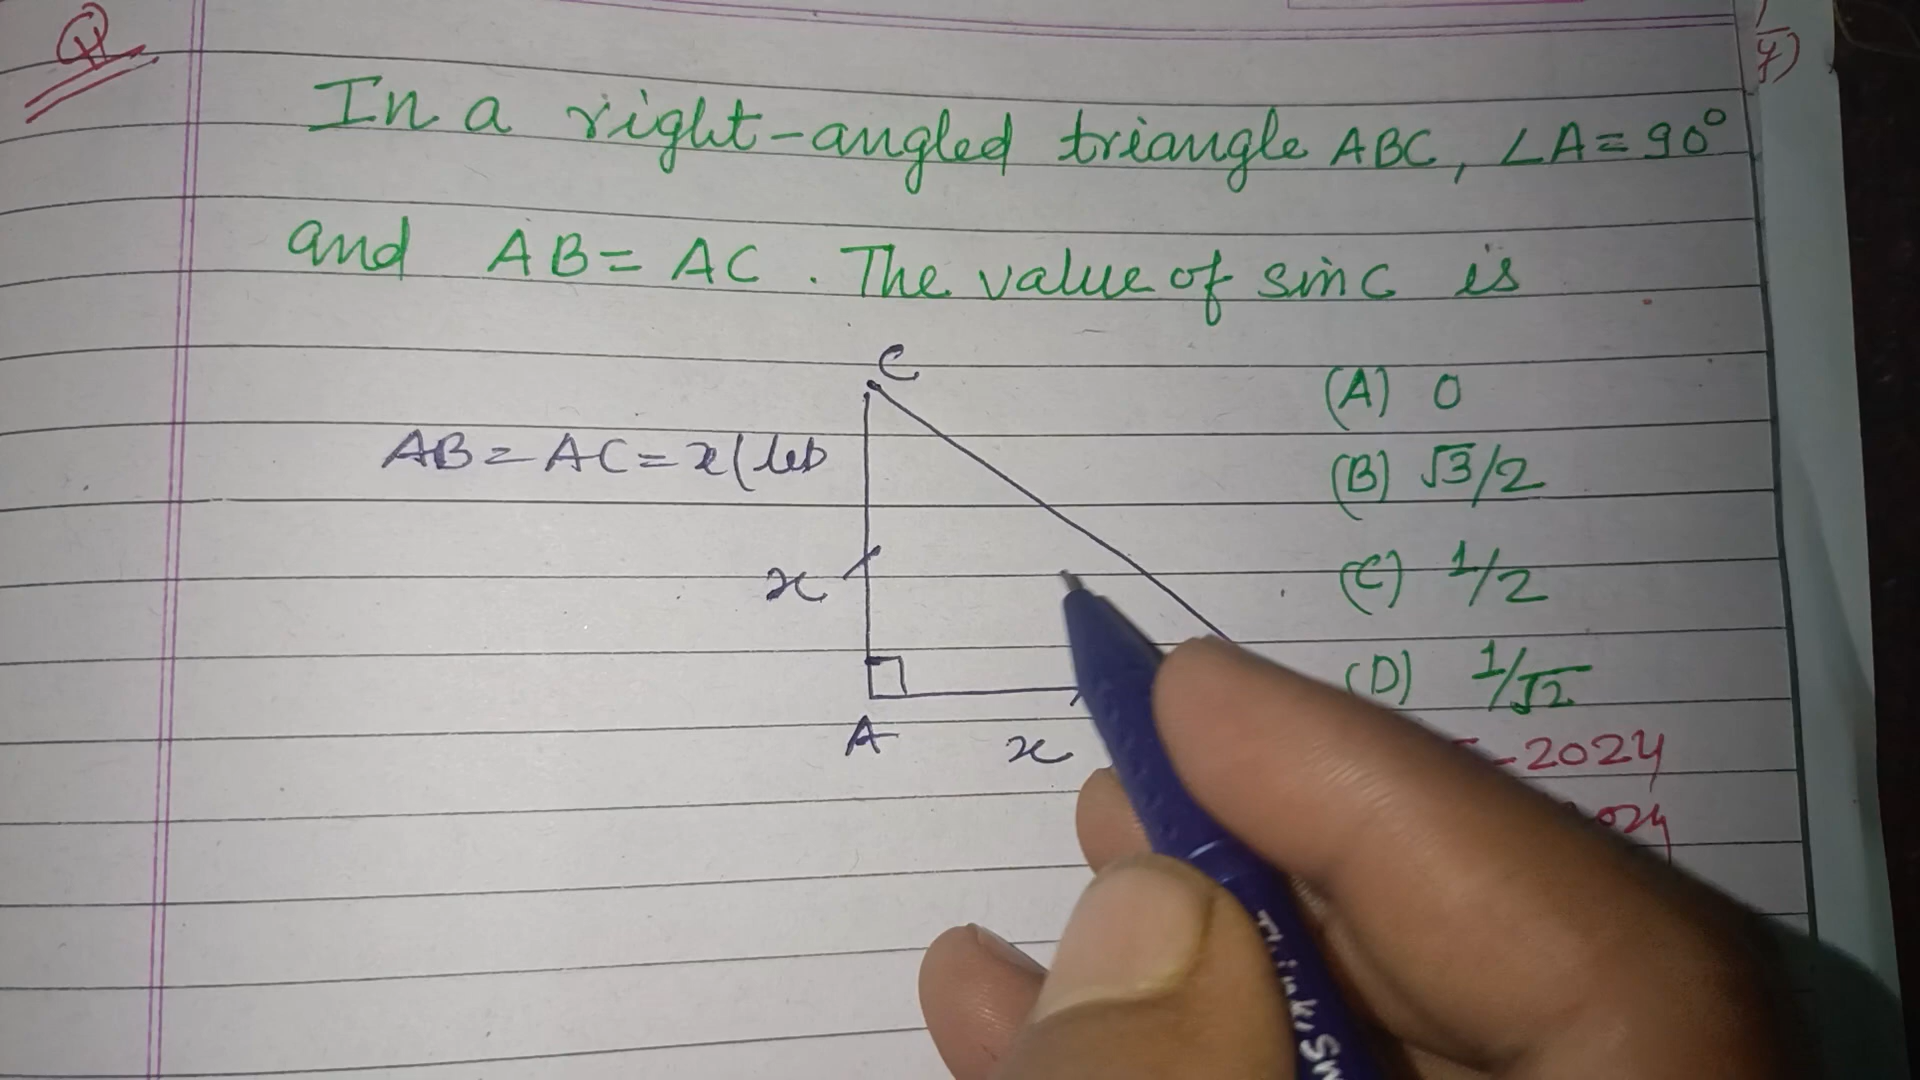 Q
In a right-angled triangle ABC, ∠A=90°
and AB=AC. The value of sinC is
C
(A) 0
AB=AC=x(let
(B) √3/2
x
(C) 1/2
(D) 1/√2
A
x
-2024